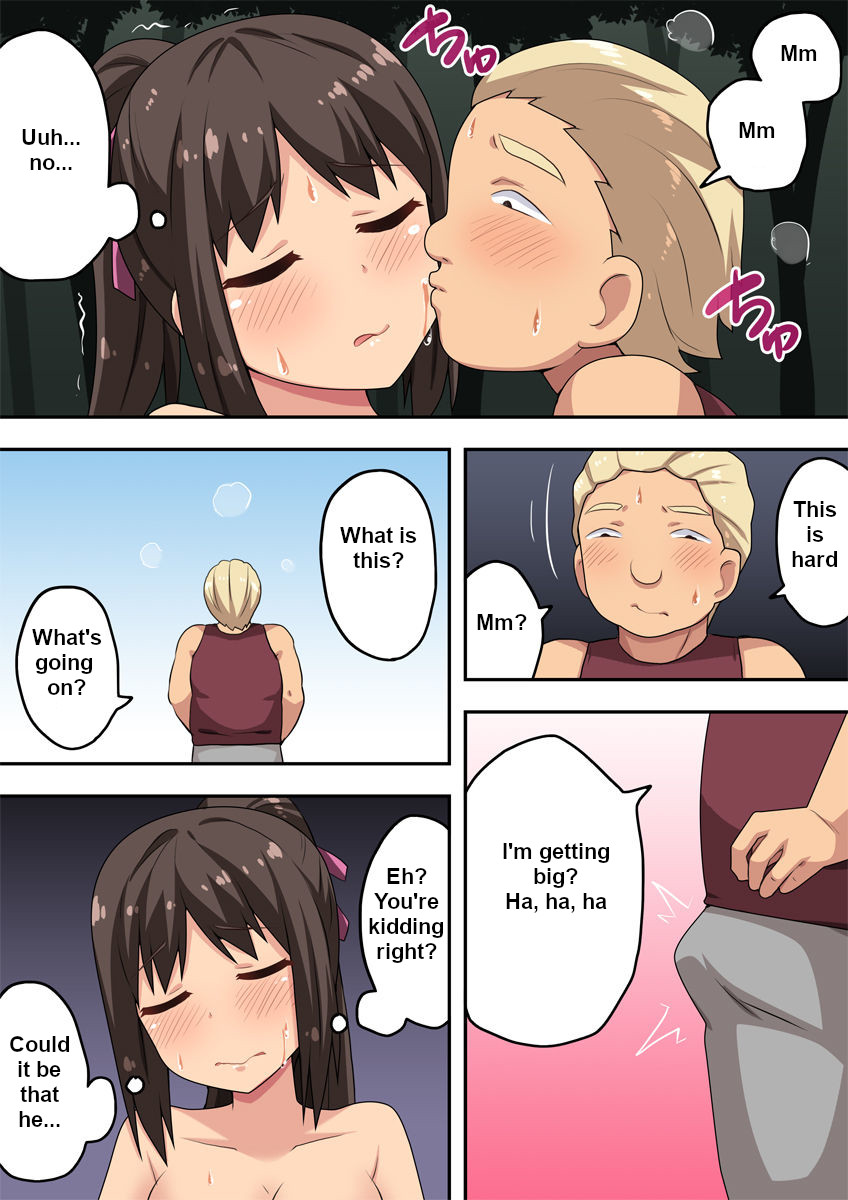 Mm
Mm
ちゅ
ちゅ
Uuh...
no...
This
is
hard
Mm?
What is
this?
What's
going
on?
I'm getting
big?
Ha, ha, ha
Eh?
You're
kidding
right?
Could
it be
that
he...